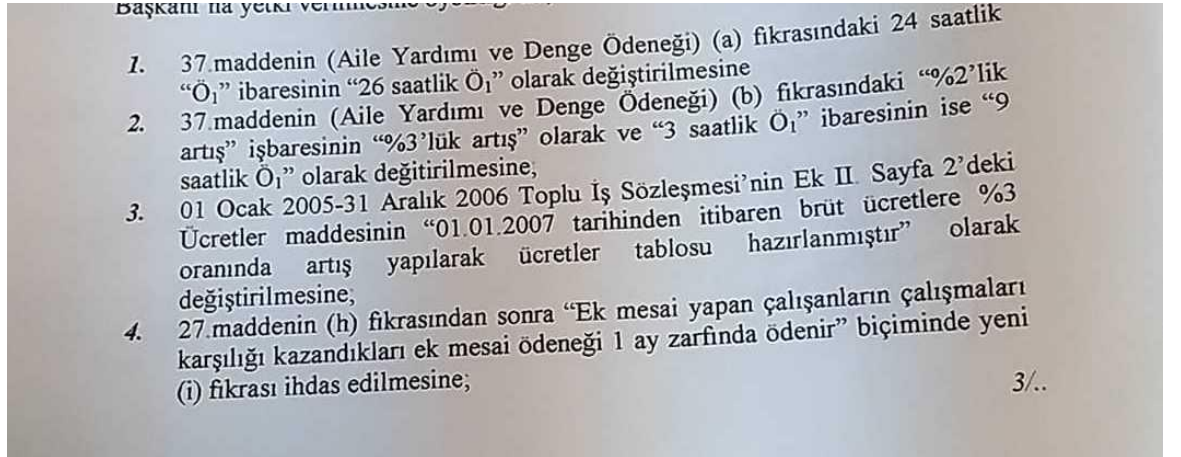 Başkanı'na yetki verilmesine
1. 37.maddenin (Aile Yardımı ve Denge Ödeneği) (a) fıkrasındaki 24 saatlik
“Ö₁” ibaresinin “26 saatlik Ö₁” olarak değiştirilmesine
2. 37.maddenin (Aile Yardımı ve Denge Ödeneği) (b) fıkrasındaki “%2’lik
artış” işbaresinin “%3’lük artış” olarak ve “3 saatlik Ö₁” ibaresinin ise “9
saatlik Ö₁” olarak değitirilmesine;
3. 01 Ocak 2005-31 Aralık 2006 Toplu İş Sözleşmesi’nin Ek II. Sayfa 2’deki
Ücretler maddesinin “01.01.2007 tarihinden itibaren brüt ücretlere %3
oranında artış yapılarak ücretler tablosu hazırlanmıştır” olarak
değiştirilmesine;
4. 27.maddenin (h) fıkrasından sonra “Ek mesai yapan çalışanların çalışmaları
karşılığı kazandıkları ek mesai ödeneği 1 ay zarfında ödenir” biçiminde yeni
(i) fıkrası ihdas edilmesine;
3/..